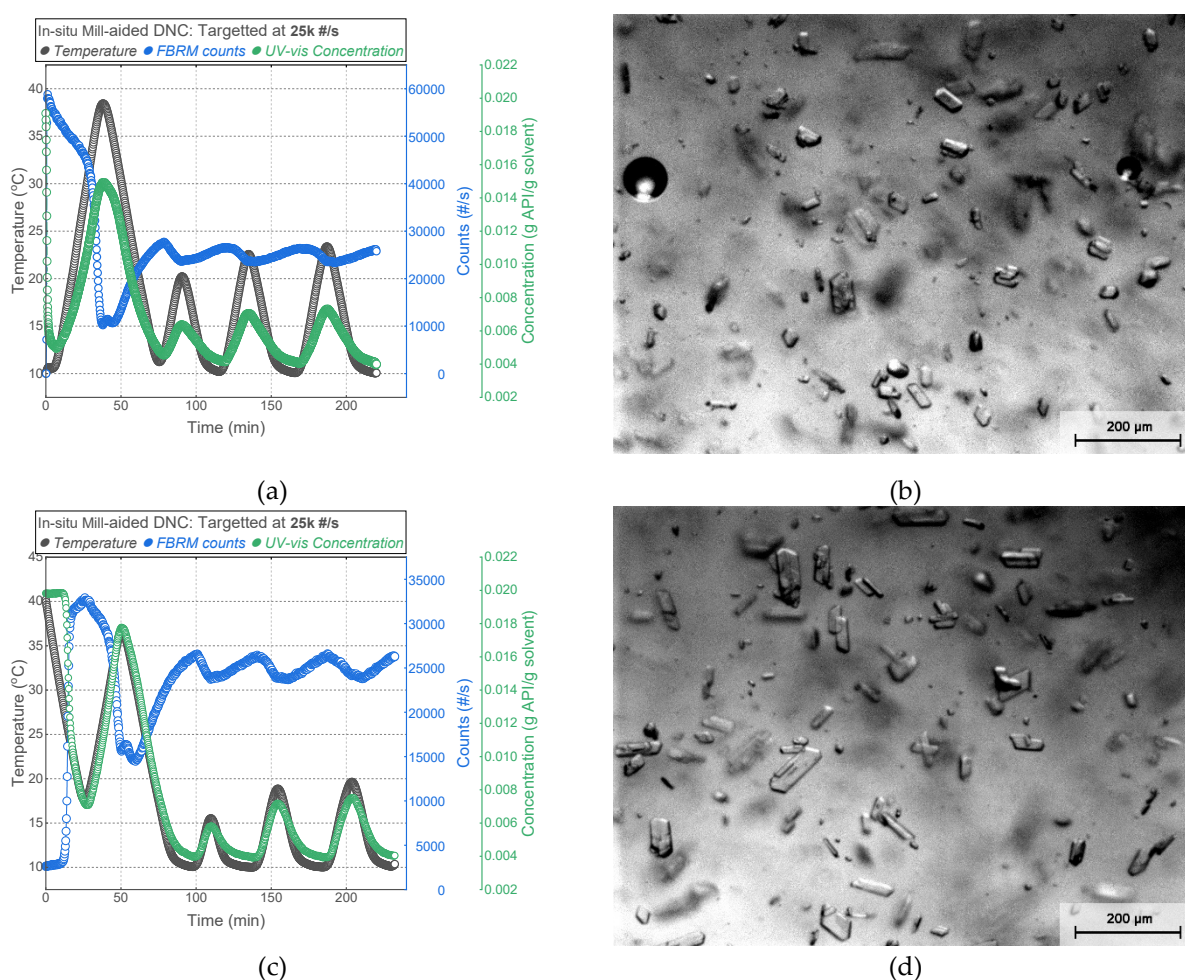 In-situ Mill-aided DNC: Targetted at 25k #/s
Temperature FBRM counts UV-vis Concentration
40
35
30
25
20
15
10
Temperature (°C)
60000
50000
40000
30000
20000
10000
0
Counts (#/s)
0.022
0.020
0.018
0.016
0.014
0.012
0.010
0.008
0.006
0.004
0.002
Concentration (g API/g solvent)
0 50 100 150 200
Time (min)
200 µm
(a) (b)
In-situ Mill-aided DNC: Targetted at 25k #/s
Temperature FBRM counts UV-vis Concentration
45
40
35
30
25
20
15
10
Temperature (°C)
35000
30000
25000
20000
15000
10000
5000
0
Counts (#/s)
0.022
0.020
0.018
0.016
0.014
0.012
0.010
0.008
0.006
0.004
0.002
Concentration (g API/g solvent)
0 50 100 150 200
Time (min)
200 µm
(c) (d)